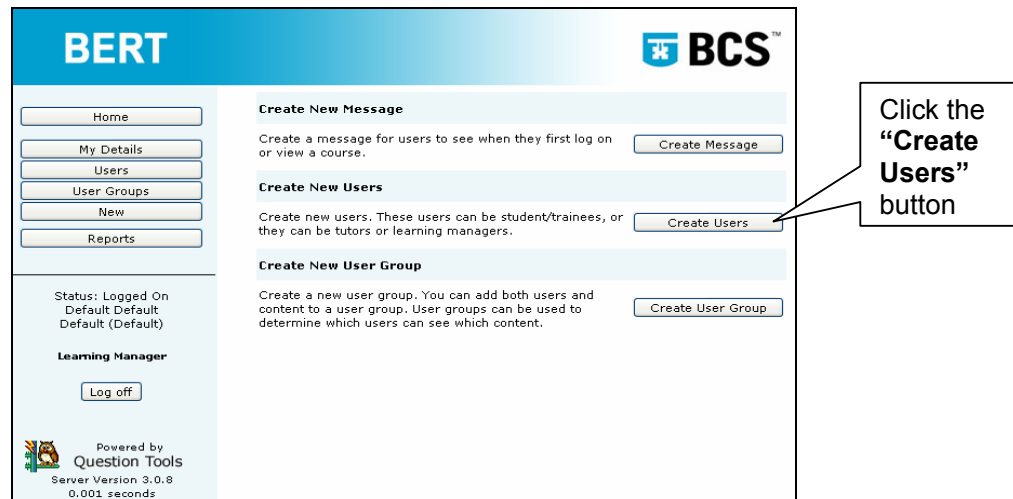 BERT
BCS™
Home
My Details
Users
User Groups
New
Reports
Status: Logged On
Default Default
Default (Default)
Learning Manager
Log off
Powered by
Question Tools
Server Version 3.0.8
0.001 seconds
Create New Message
Create a message for users to see when they first log on
or view a course.
Create Message
Create New Users
Create new users. These users can be student/trainees, or
they can be tutors or learning managers.
Create Users
Create New User Group
Create a new user group. You can add both users and
content to a user group. User groups can be used to
determine which users can see which content.
Create User Group
Click the
“Create
Users”
button